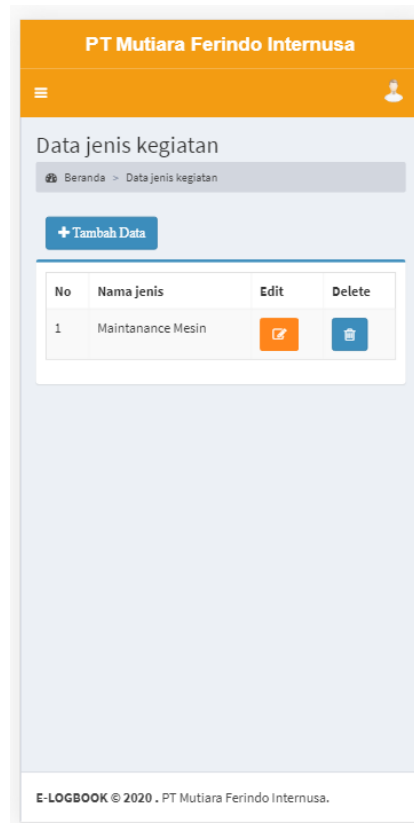 PT Mutiara Ferindo Internusa
Data jenis kegiatan
Beranda > Data jenis kegiatan
Tambah Data
No Nama jenis Edit Delete
1 Maintanance Mesin
E-LOGBOOK © 2020 . PT Mutiara Ferindo Internusa.